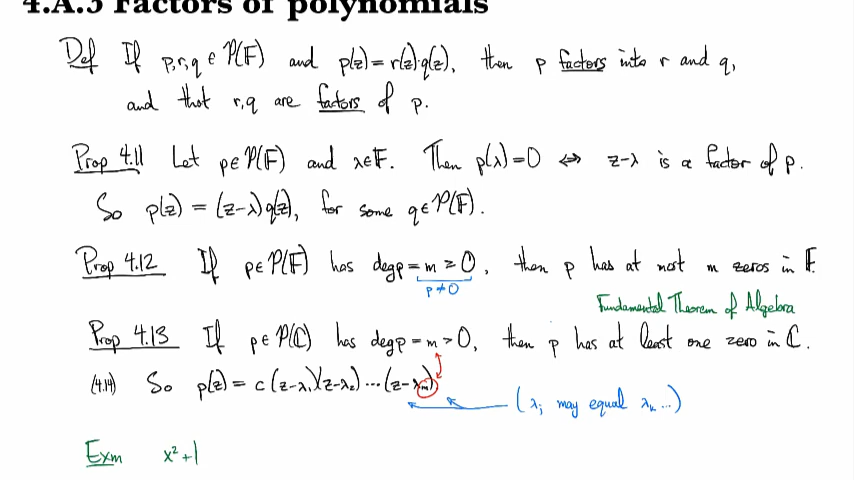 4.A.3 Factors of polynomials
Def If p,r,q ∈ P(F) and p(z) = r(z)·q(z), then p factors into r and q,
and that r,q are factors of p.
Prop 4.11 Let p ∈ P(F) and λ ∈ F. Then p(λ) = 0 ⇔ z-λ is a factor of p.
So p(z) = (z-λ)q(z), for some q ∈ P(F).
Prop 4.12 If p ∈ P(F) has deg p = m ≥ 0, then p has at most m zeros in F.
p ≠ 0
Fundamental Theorem of Algebra
Prop 4.13 If p ∈ P(C) has deg p = m > 0, then p has at least one zero in C.
(4.14) So p(z) = c (z-λ₁)(z-λ₂) ... (z-λₘ)
(λⱼ may equal λₖ ...)
Exm x² + 1